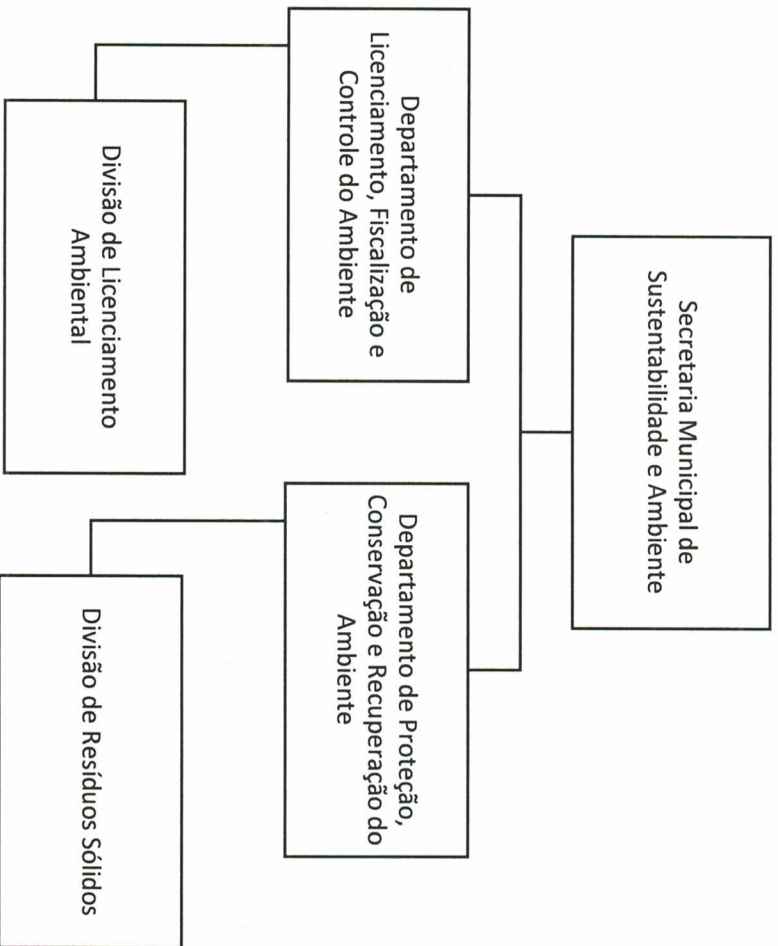 Secretaria Municipal de
Sustentabilidade e Ambiente
Departamento de
Licenciamento, Fiscalização e
Controle do Ambiente
Departamento de Proteção,
Conservação e Recuperação do
Ambiente
Divisão de Licenciamento
Ambiental
Divisão de Resíduos Sólidos